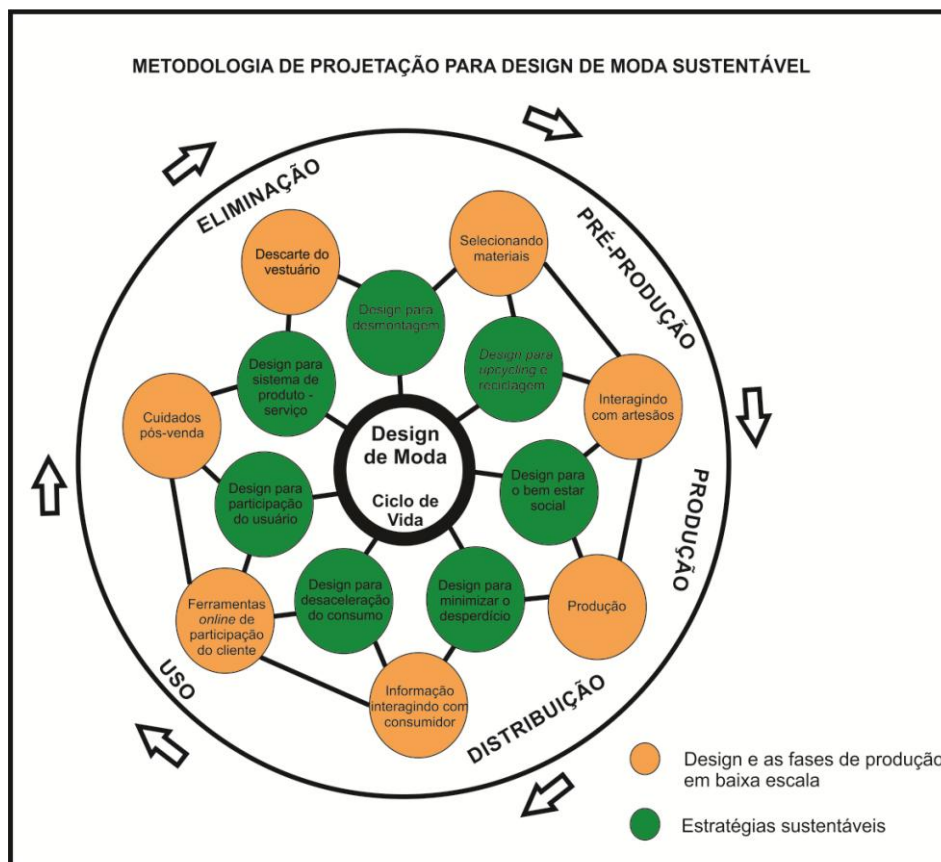 METODOLOGIA DE PROJETAÇÃO PARA DESIGN DE MODA SUSTENTÁVEL
ELIMINAÇÃO
PRÉ-PRODUÇÃO
PRODUÇÃO
DISTRIBUIÇÃO
USO
Descarte do
vestuário
Selecionando
materiais
Design para
desmontagem
Design para
upcycling e
reciclagem
Interagindo
com artesãos
Design para
sistema de
produto -
serviço
Cuidados
pós-venda
Design
de Moda
Ciclo de
Vida
Design para
o bem estar
social
Design para
participação
do usuário
Design para
desaceleração
do consumo
Design para
minimizar o
desperdício
Produção
Ferramentas
online de
participação
do cliente
Informação
interagindo com
consumidor
Design e as fases de produção
em baixa escala
Estratégias sustentáveis